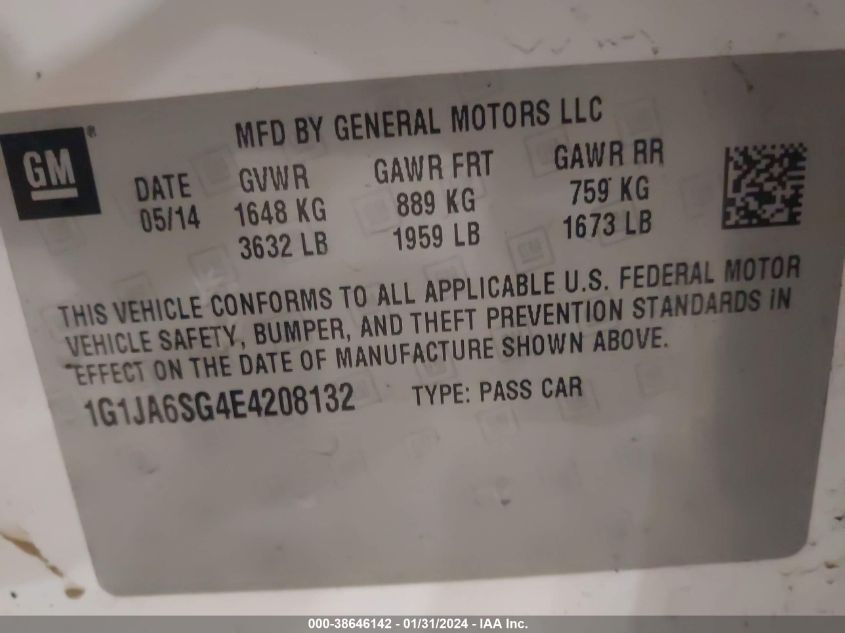 MFD BY GENERAL MOTORS LLC
GM®
DATE GVWR GAWR FRT GAWR RR
05/14 1648 KG 889 KG 759 KG
3632 LB 1959 LB 1673 LB
THIS VEHICLE CONFORMS TO ALL APPLICABLE U.S. FEDERAL MOTOR
VEHICLE SAFETY, BUMPER, AND THEFT PREVENTION STANDARDS IN
EFFECT ON THE DATE OF MANUFACTURE SHOWN ABOVE.
1G1JA6SG4E4208132 TYPE: PASS CAR
000-38646142 - 01/31/2024 - IAA Inc.